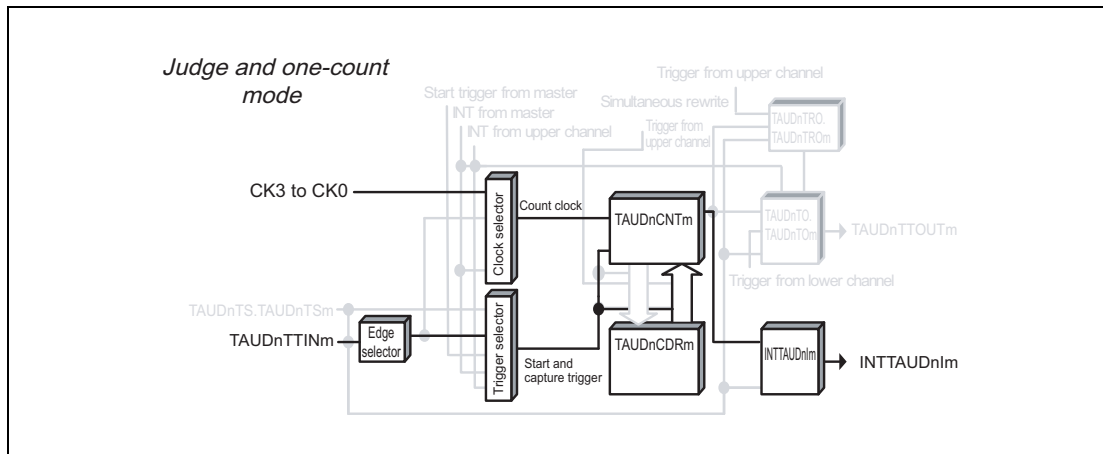 Judge and one-count
mode
Trigger from upper channel
Start trigger from master
Simultaneous rewrite
INT from master
Trigger from
upper channel
INT from upper channel
TAUDnTRO.
TAUDnTROm
CK3 to CK0
Clock selector
Count clock
TAUDnCNTm
TAUDnTO.
TAUDnTOm
TAUDnTTOUTm
Trigger from lower channel
TAUDnTS.TAUDnTSm
TAUDnTTINm
Edge
selector
Trigger selector
Start and
capture trigger
TAUDnCDRm
INTTAUDnIm
INTTAUDnIm